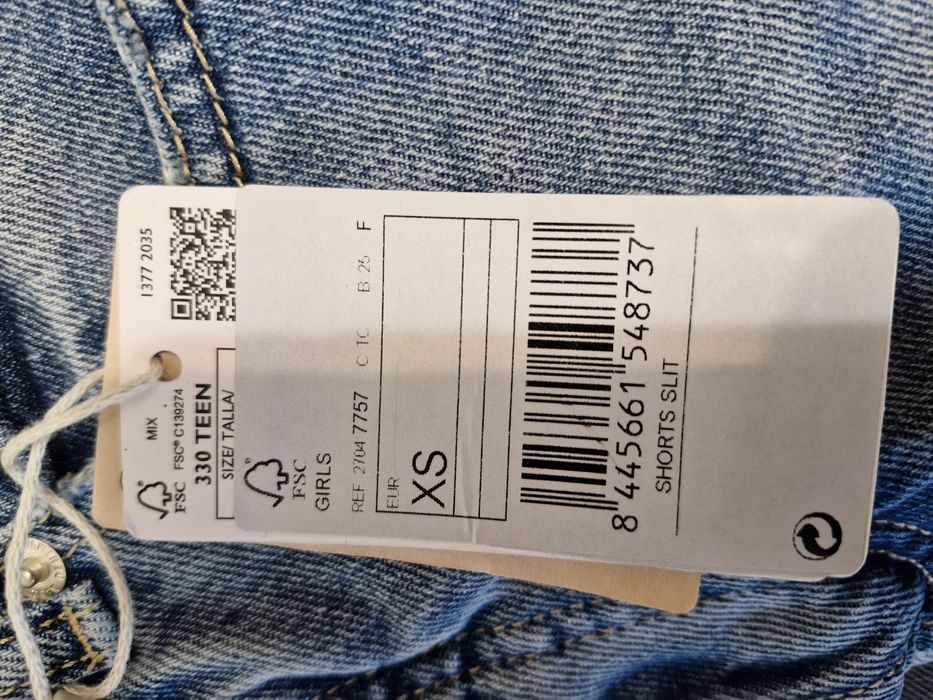 1377 2035
MIX
FSC® C139274
FSC
330 TEEN
SIZE/ TALLA/
FSC
GIRLS
REF 2704 7757 C TC B 25 F
EUR
XS
8 445661 548737
SHORTS SLIT